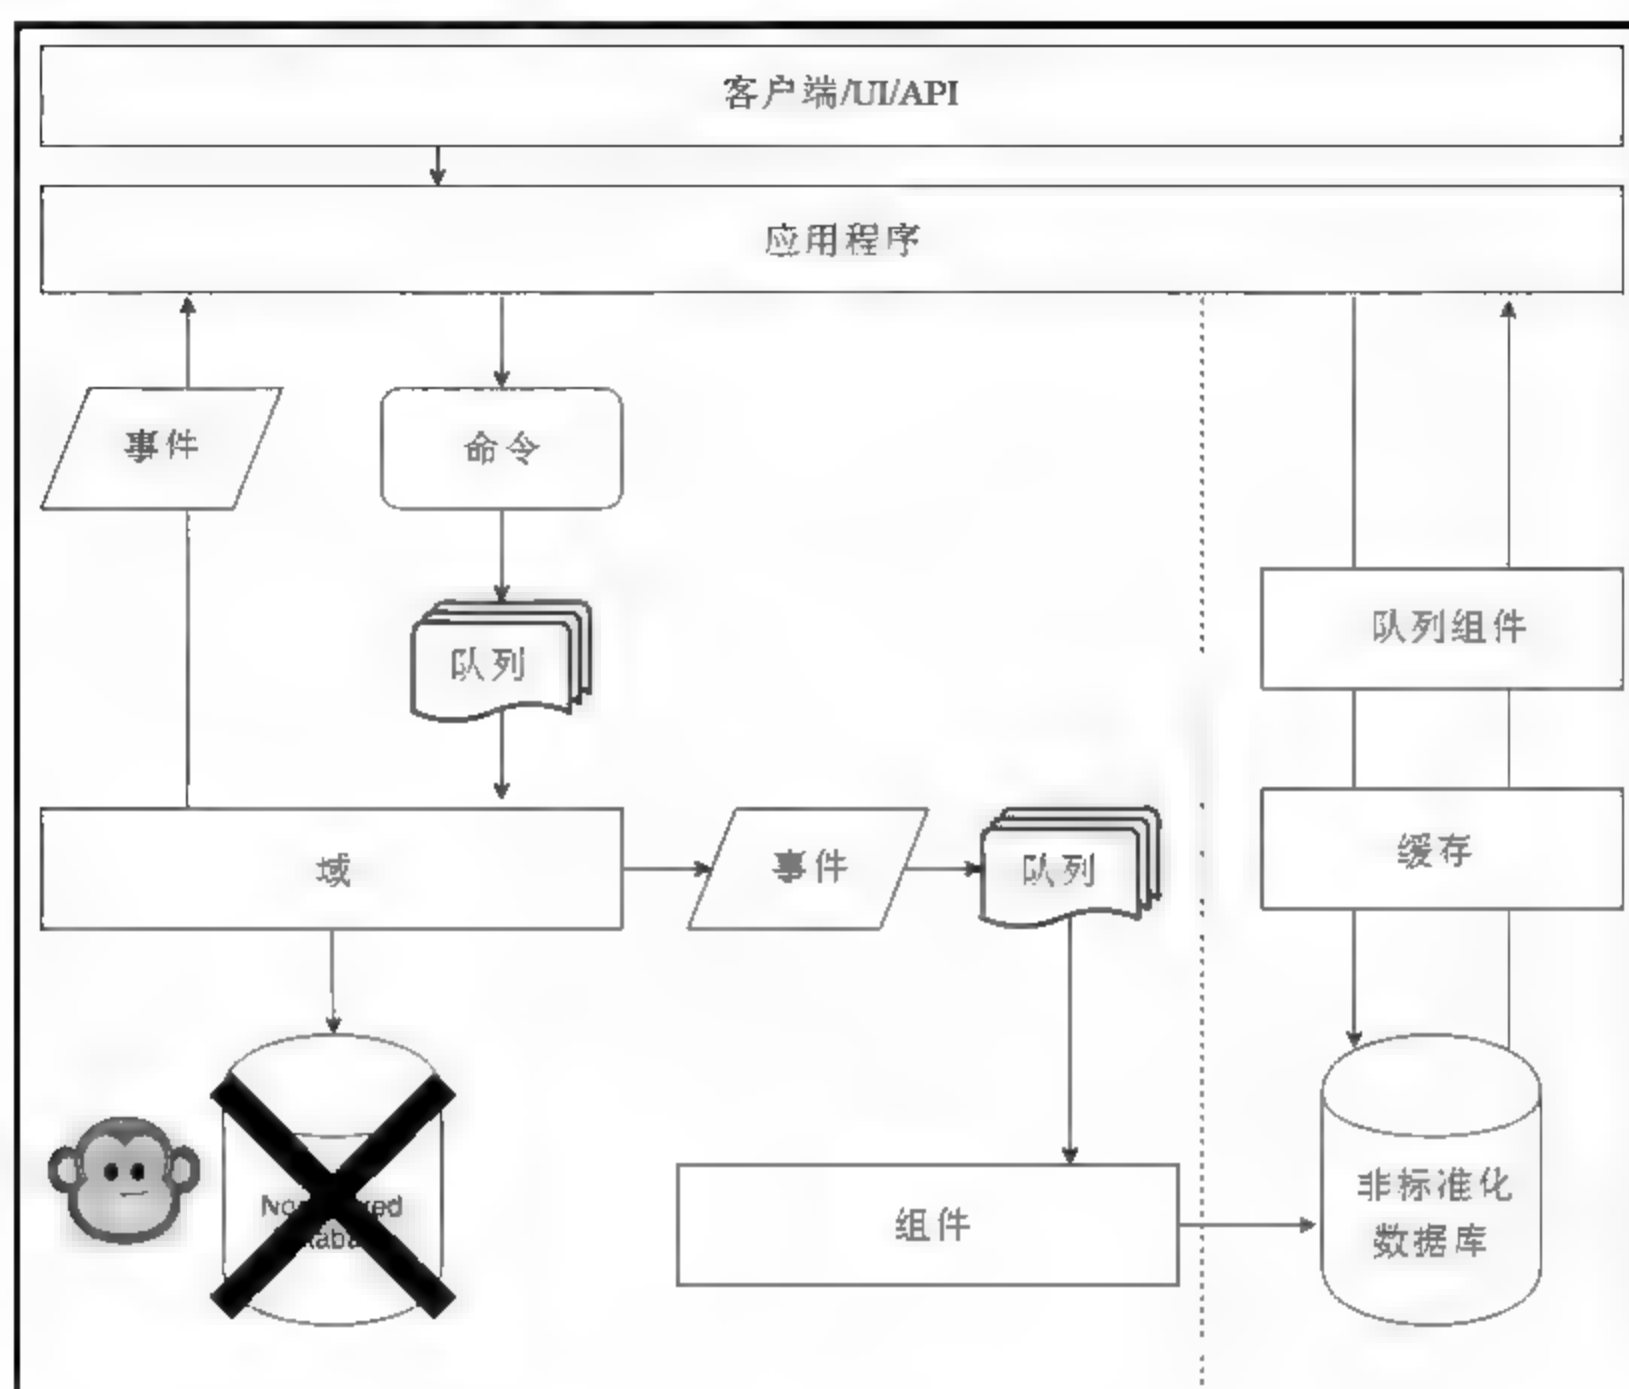 客户端/UI/API
应用程序
事件
命令
队列组件
队列
缓存
域
事件
队列
组件
非标准化
数据库